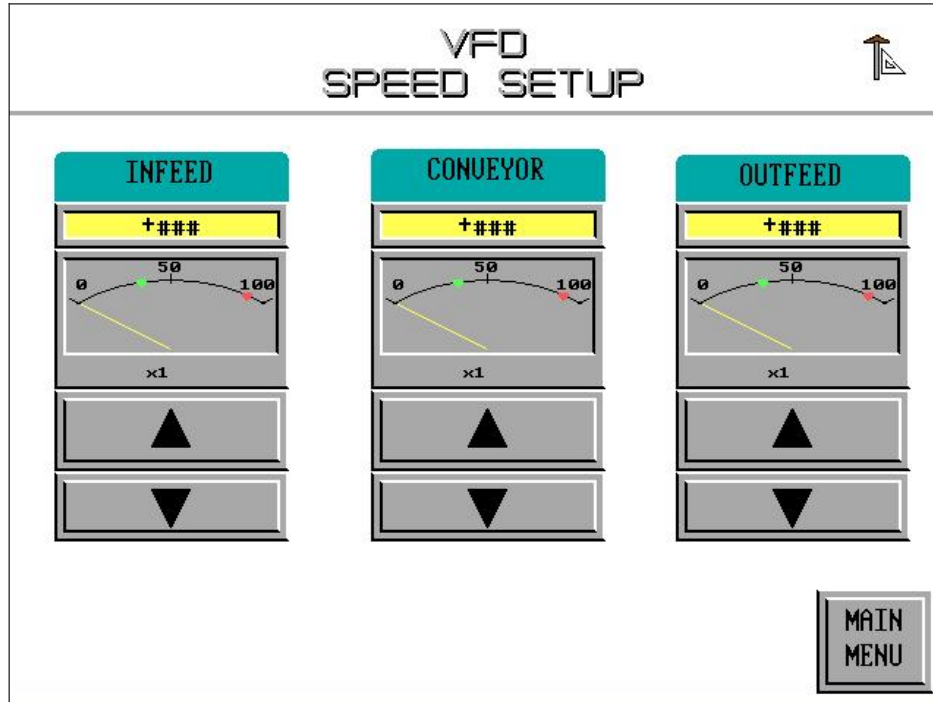 VFD
SPEED SETUP
INFEED
+###
0 50 100
x1
CONVEYOR
+###
0 50 100
x1
OUTFEED
+###
0 50 100
x1
MAIN
MENU